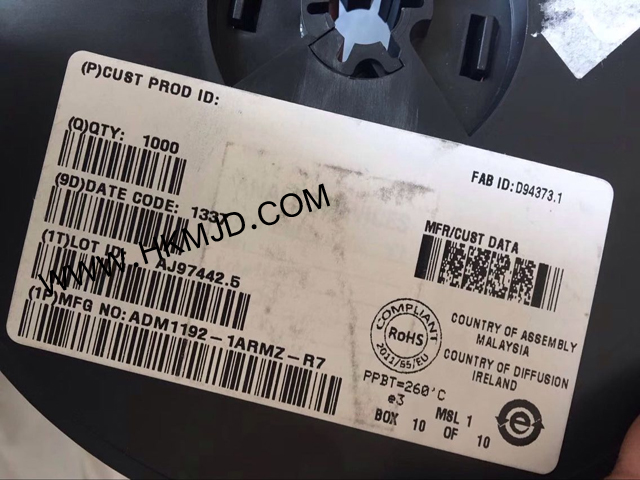 (P)CUST PROD ID:
(Q)QTY: 1000
FAB ID: D94373.1
(9D)DATE CODE:
MFR/CUST DATA
WWW.HKMJD.COM
(1T)LOT ID AJ97442.5
(1P)MFG NO: ADM1192-1ARMZ-R7
COMPLIANT
RoHS
2011/65/EU
COUNTRY OF ASSEMBLY
MALAYSIA
COUNTRY OF DIFFUSION
IRELAND
PPBT=260'C
e3 MSL 1
BOX 10 OF 10
e